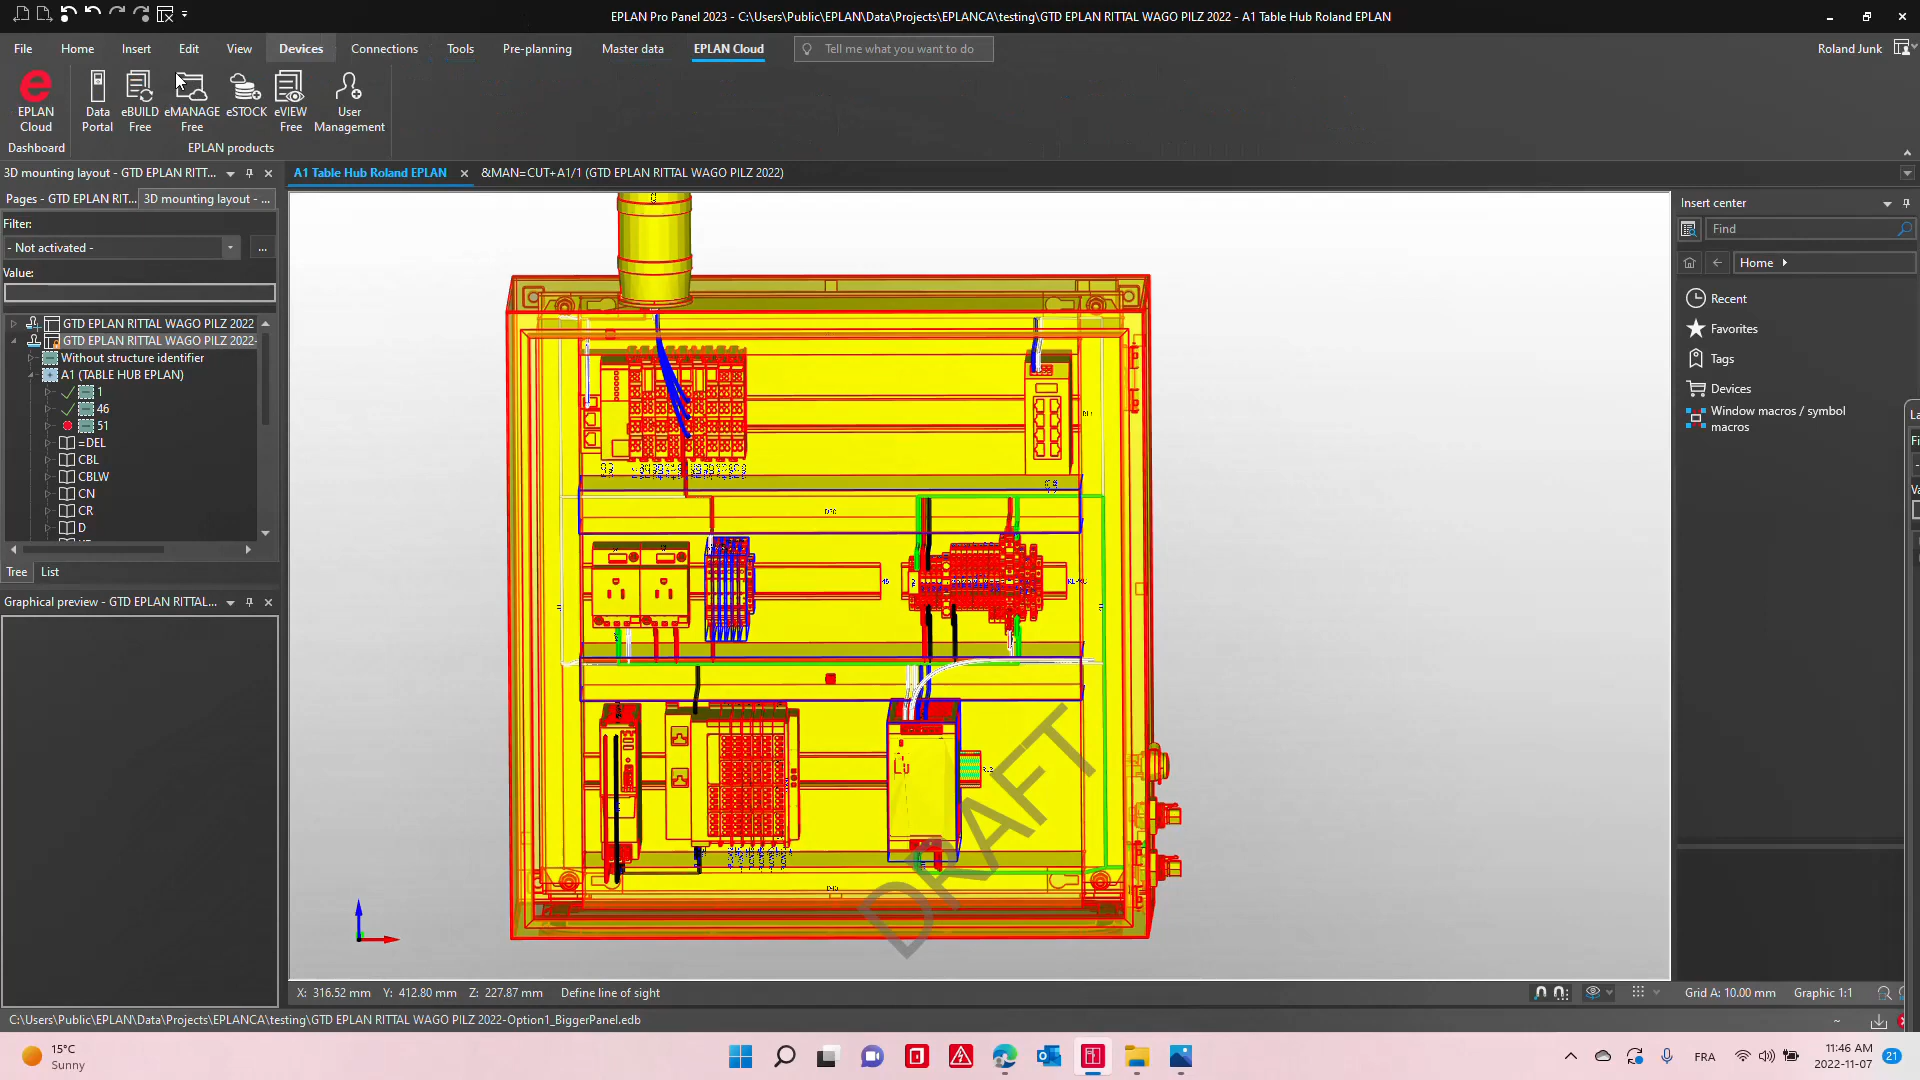 EPLAN Pro Panel 2023 - C:\Users\Public\EPLAN\Data\Projects\EPLANCA\testing\GTD EPLAN RITTAL WAGO PILZ 2022 - A1 Table Hub Roland EPLAN
File Home Insert Edit View Devices Connections Tools Pre-planning Master data EPLAN Cloud Tell me what you want to do Roland Junk
EPLAN Cloud
Data Portal
eBUILD Free
eMANAGE Free
eSTOCK
eVIEW Free
User Management
Dashboard EPLAN products
3D mounting layout - GTD EPLAN RITT...
A1 Table Hub Roland EPLAN
&MAN=CUT+A1/1 (GTD EPLAN RITTAL WAGO PILZ 2022)
Pages - GTD EPLAN RIT... 3D mounting layout - ...
Filter:
- Not activated - ...
Value:
GTD EPLAN RITTAL WAGO PILZ 2022
GTD EPLAN RITTAL WAGO PILZ 2022-
Without structure identifier
A1 (TABLE HUB EPLAN)
1
46
51
=DEL
CBL
CBLW
CN
CR
D
Tree List
Graphical preview - GTD EPLAN RITTAL...
DRAFT
Insert center
Find
Home
Recent
Favorites
Tags
Devices
Window macros / symbol
macros
X: 316.52 mm Y: 412.80 mm Z: 227.87 mm Define line of sight
Grid A: 10.00 mm Graphic 1:1
C:\Users\Public\EPLAN\Data\Projects\EPLANCA\testing\GTD EPLAN RITTAL WAGO PILZ 2022-Option1_BiggerPanel.edb
15°C
Sunny
FRA
11:46 AM
2022-11-07
21